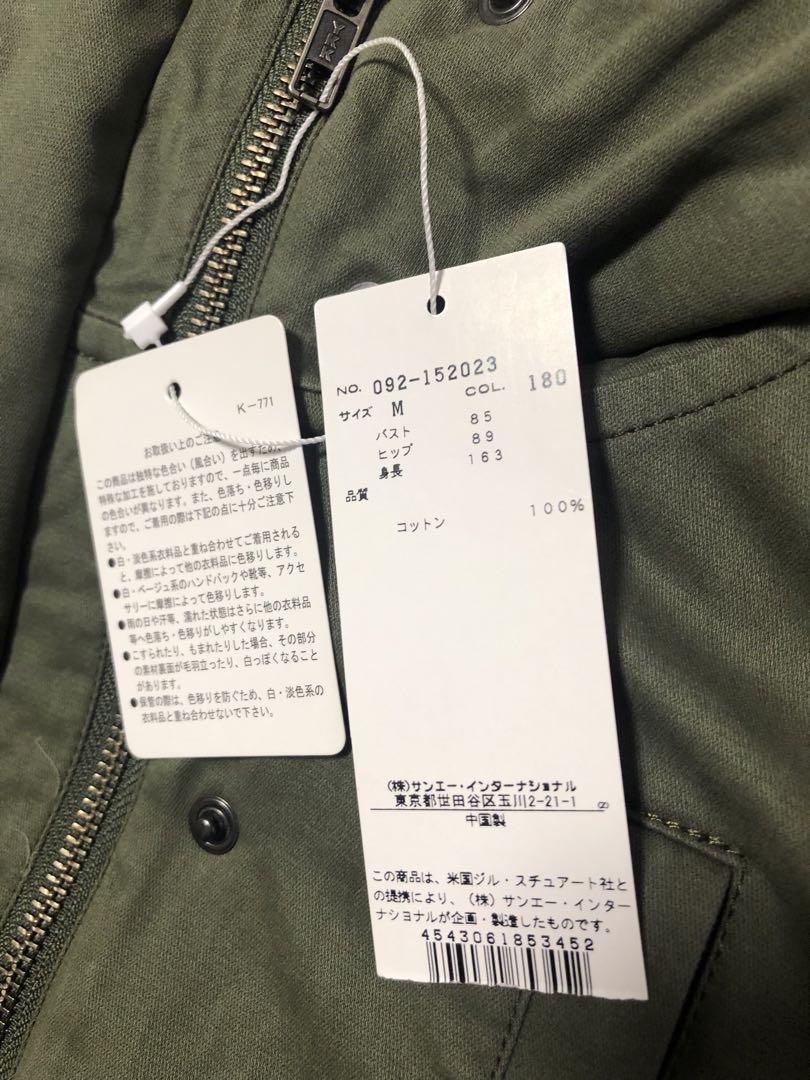 YKK
K-771
お取扱い上のご注
この商品は独特な色合い（風合い）を出すため、
特殊な加工を施しておりますので、一点毎に商品
の色合いが異なります。また、色落ち・色移りし
ますので、ご着用の際は下記の点に十分ご注意下
さい。
●白・淡色系衣料品と重ね合わせてご着用される
と、摩擦によって他の衣料品に色移りします。
●白・ベージュ系のハンドバックや靴等、アクセ
サリーに摩擦によって色移りします。
●雨の日や汗等、濡れた状態はさらに他の衣料品
等へ色落ち・色移りがしやすくなります。
●こすられたり、もまれたりした場合、その部分
の素材裏面が毛羽立ったり、白っぽくなること
があります。
●保管の際は、色移りを防ぐため、白・淡色系の
衣料品と重ね合わせないで下さい。
NO. 092-152023
サイズ M COL. 180
バスト 85
ヒップ 89
身長 163
品質
コットン 100%
(株)サンエー・インターナショナル
東京都世田谷区玉川2-21-1
中国製
この商品は、米国ジル・スチュアート社と
の提携により、（株）サンエー・インター
ナショナルが企画・製造したものです。
4543061853452